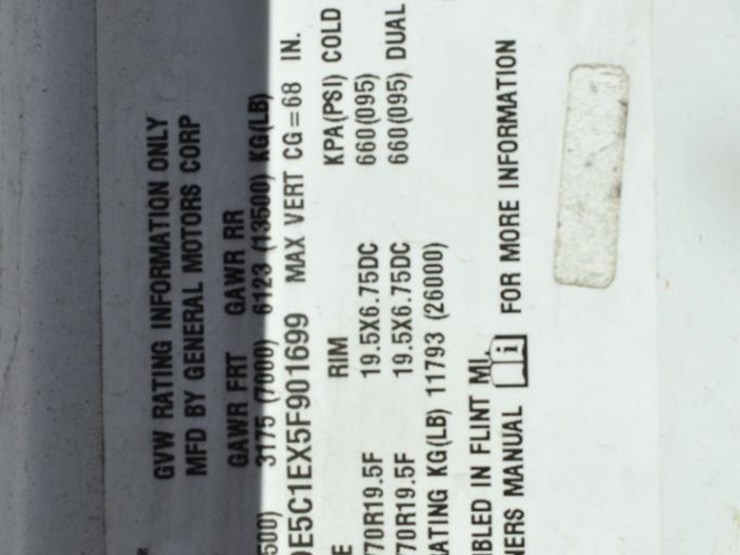 GVW RATING INFORMATION ONLY
MFD BY GENERAL MOTORS CORP
GAWR FRT GAWR RR
500) 3175 (7000) 6123 (13500) KG(LB)
E5C1EX5F901699 MAX VERT CG=68 IN.
E RIM KPA(PSI) COLD
70R19.5F 19.5X6.75DC 660(095)
70R19.5F 19.5X6.75DC 660(095) DUAL
ATING KG(LB) 11793 (26000)
BLED IN FLINT MI.
NERS MANUAL i FOR MORE INFORMATION